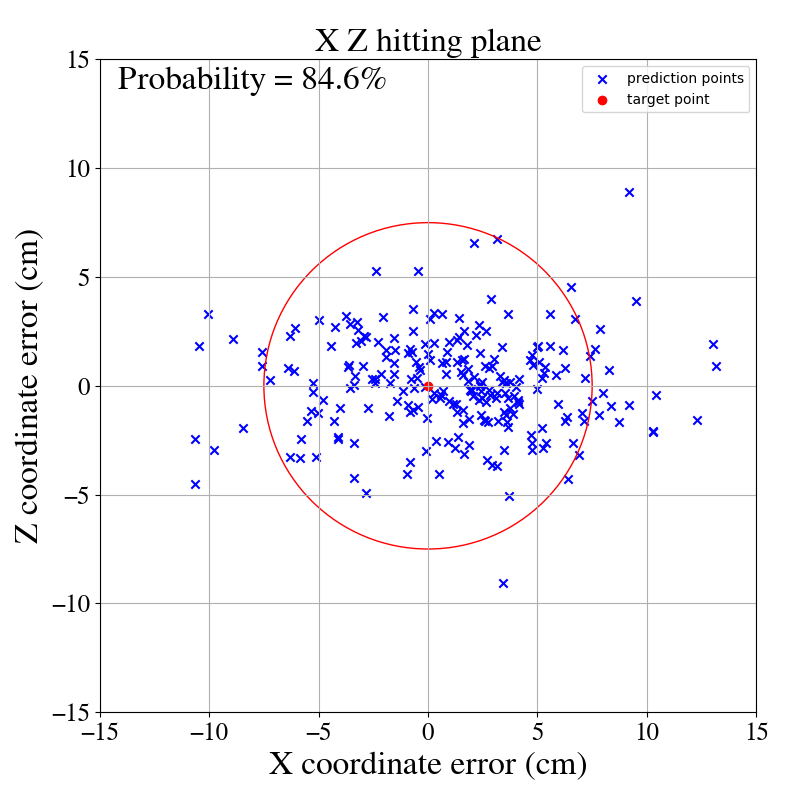 X Z hitting plane
Probability = 84.6%
prediction points
target point
15
10
5
0
−5
−10
−15
−15
−10
−5
0
5
10
15
Z coordinate error (cm)
X coordinate error (cm)